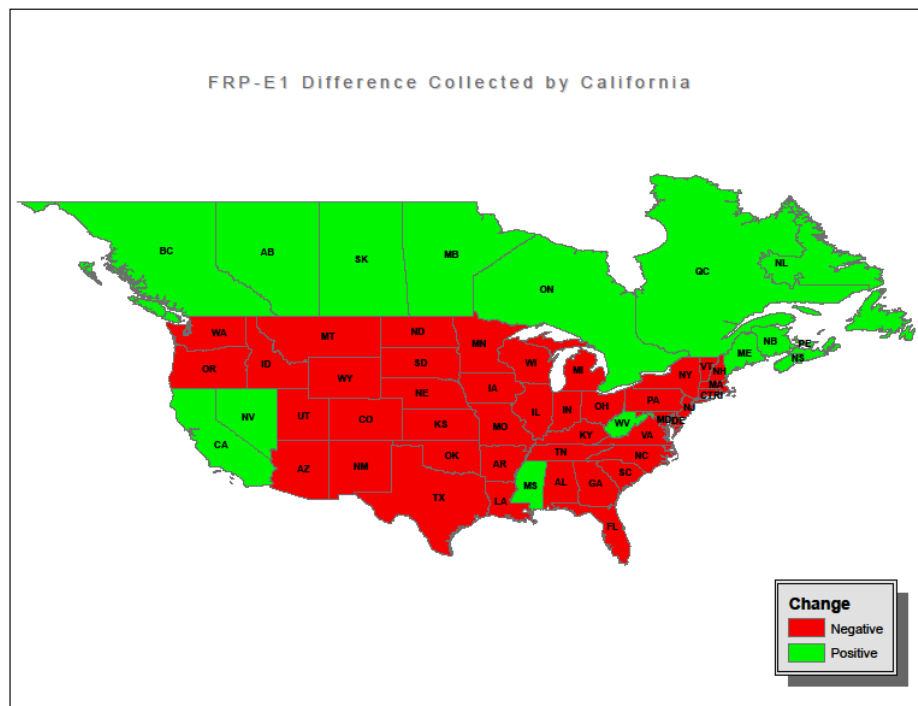 FRP-E1 Difference Collected by California
BC
AB
SK
MB
ON
QC
NL
WA
MT
ND
MN
WI
MI
NY
VT
NH
ME
NB
PE
NS
OR
ID
WY
SD
IA
NE
IL
IN
OH
PA
MA
CT RI
NJ
NV
UT
CO
KS
MO
KY
WV
MD DE
VA
CA
AZ
NM
OK
AR
TN
NC
TX
LA
MS
AL
GA
SC
FL
Change
Negative
Positive